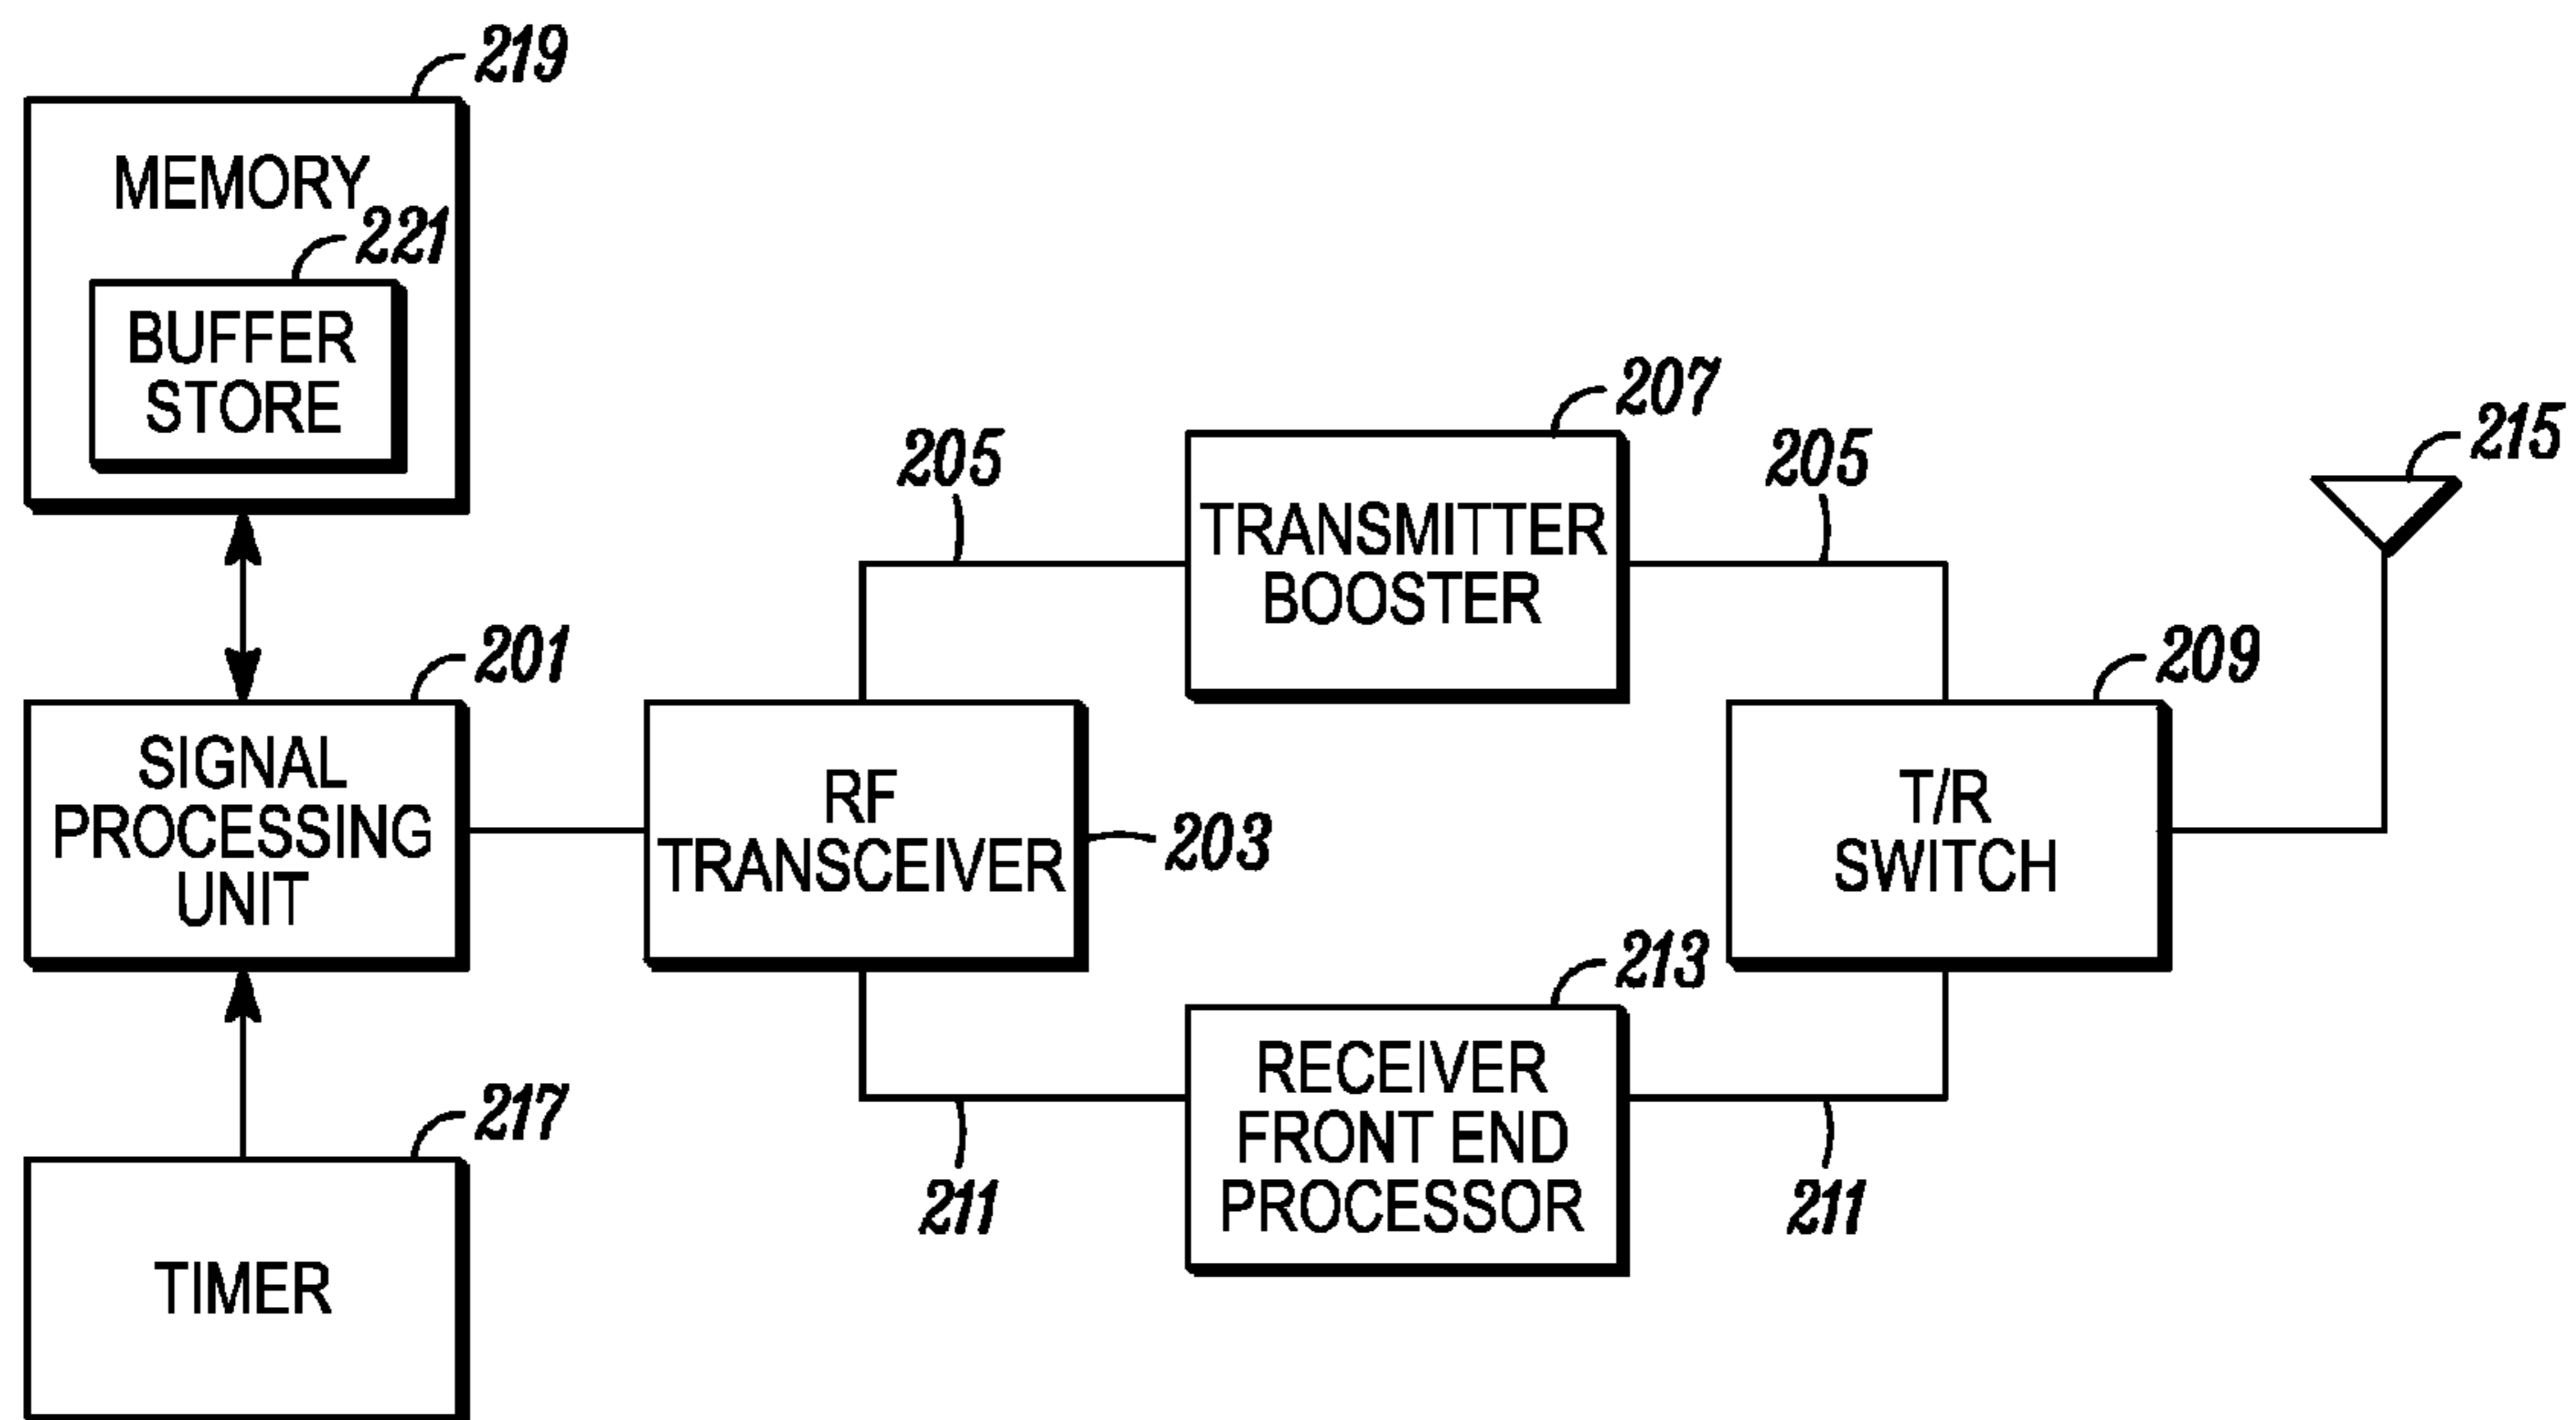 219
MEMORY
221
BUFFER
STORE
207
205
205
215
TRANSMITTER
BOOSTER
201
209
SIGNAL
PROCESSING
UNIT
RF
TRANSCEIVER
203
T/R
SWITCH
213
RECEIVER
FRONT END
PROCESSOR
217
211
211
TIMER